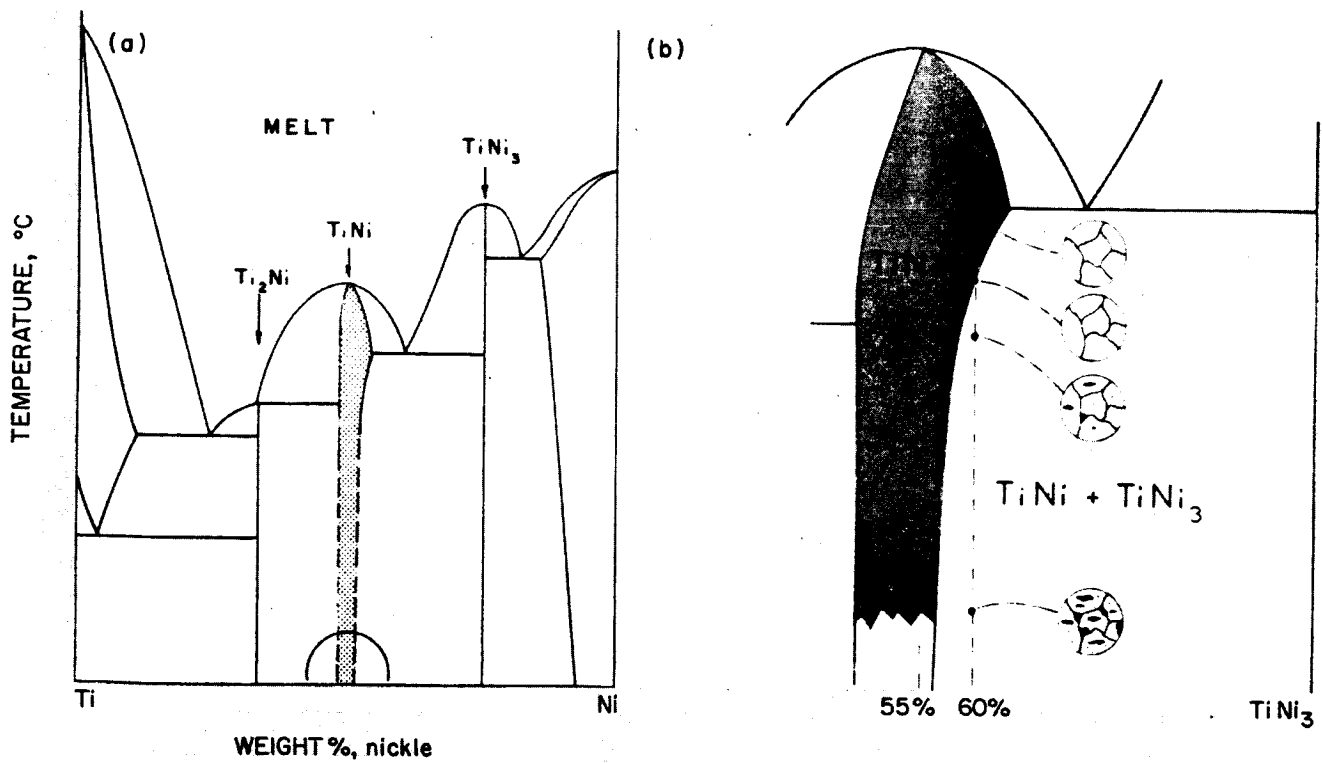 (a)
MELT
TiNi₃
TiNi
Ti₂Ni
TEMPERATURE, °C
Ti
Ni
WEIGHT %, nickle
(b)
TiNi + TiNi₃
55%
60%
TiNi₃